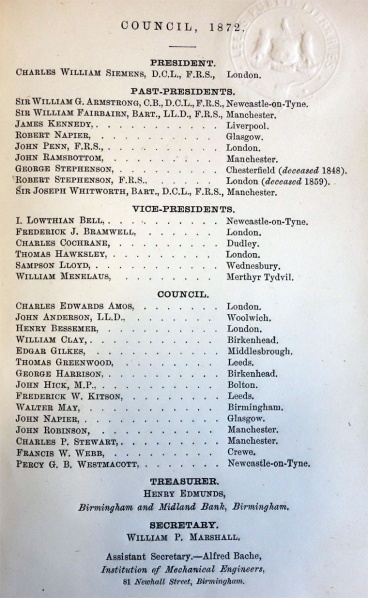 COUNCIL, 1872.
PRESIDENT.
CHARLES WILLIAM SIEMENS, D.C.L., F.R.S., London.
PAST-PRESIDENTS.
SIR WILLIAM G. ARMSTRONG, C.B., D.C.L., F.R.S., Newcastle-on-Tyne.
SIR WILLIAM FAIRBAIRN, BART., LL.D., F.R.S., Manchester.
JAMES KENNEDY, . . . . . . . Liverpool.
ROBERT NAPIER, . . . . . . . Glasgow.
JOHN PENN, F.R.S., . . . . . . . London.
JOHN RAMSBOTTOM, . . . . . . . Manchester.
GEORGE STEPHENSON, . . . . . . Chesterfield (deceased 1848).
ROBERT STEPHENSON, F.R.S., . . . . London (deceased 1859).
SIR JOSEPH WHITWORTH, BART., D.C.L., F.R.S., Manchester.
VICE-PRESIDENTS.
I. LOWTHIAN BELL, . . . . . . . Newcastle-on-Tyne.
FREDERICK J. BRAMWELL, . . . . . London.
CHARLES COCHRANE, . . . . . . Dudley.
THOMAS HAWKSLEY, . . . . . . London.
SAMPSON LLOYD, . . . . . . . Wednesbury.
WILLIAM MENELAUS, . . . . . . Merthyr Tydvil.
COUNCIL.
CHARLES EDWARDS AMOS, . . . . . London.
JOHN ANDERSON, LL.D., . . . . . Woolwich.
HENRY BESSEMER, . . . . . . . London.
WILLIAM CLAY, . . . . . . . Birkenhead.
EDGAR GILKES, . . . . . . . Middlesbrough.
THOMAS GREENWOOD, . . . . . . Leeds.
GEORGE HARRISON, . . . . . . Birkenhead.
JOHN HICK, M.P., . . . . . . . Bolton.
FREDERICK W. KITSON, . . . . . Leeds.
WALTER MAY, . . . . . . . Birmingham.
JOHN NAPIER, . . . . . . . Glasgow.
JOHN ROBINSON, . . . . . . . Manchester.
CHARLES P. STEWART, . . . . . . Manchester.
FRANCIS W. WEBB, . . . . . . Crewe.
PERCY G. B. WESTMACOTT, . . . . . Newcastle-on-Tyne.
TREASURER.
HENRY EDMUNDS,
Birmingham and Midland Bank, Birmingham.
SECRETARY.
WILLIAM P. MARSHALL.
Assistant Secretary.—Alfred Bache,
Institution of Mechanical Engineers,
81 Newhall Street, Birmingham.